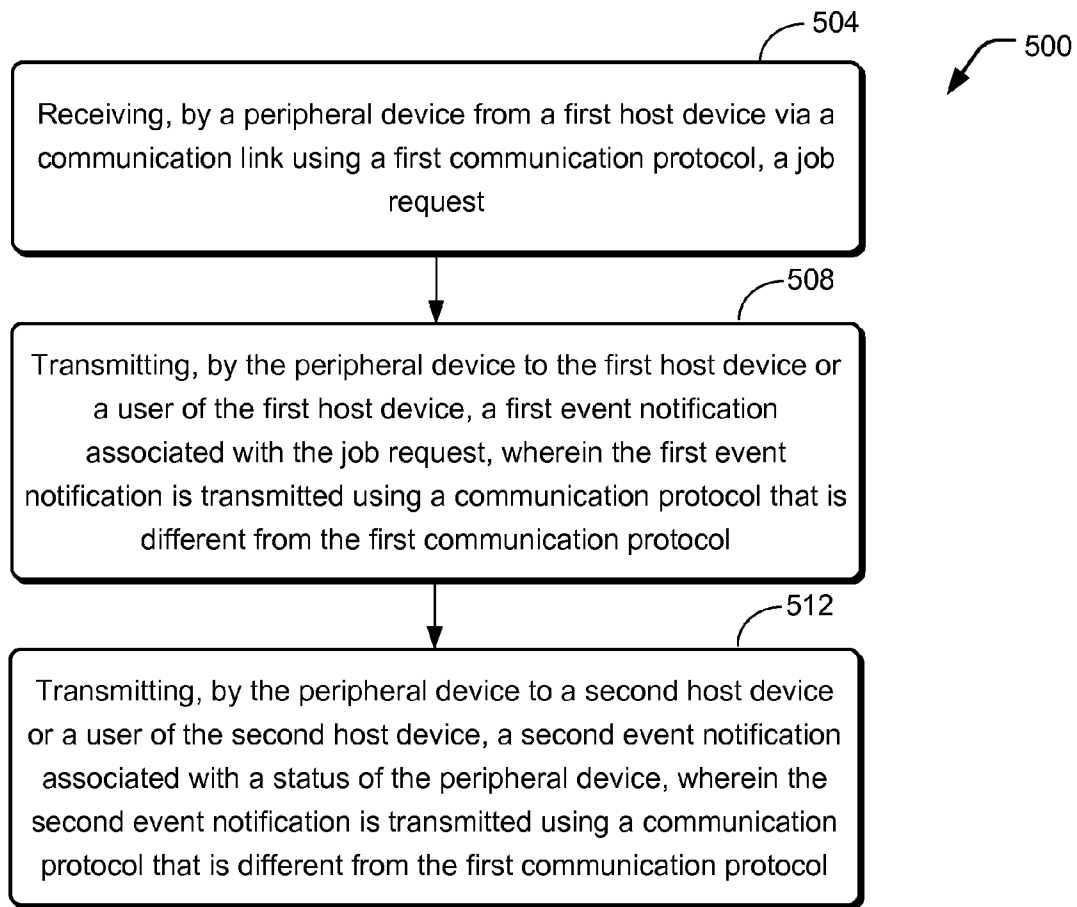 504
500
Receiving, by a peripheral device from a first host device via a
communication link using a first communication protocol, a job
request
508
Transmitting, by the peripheral device to the first host device or
a user of the first host device, a first event notification
associated with the job request, wherein the first event
notification is transmitted using a communication protocol that is
different from the first communication protocol
512
Transmitting, by the peripheral device to a second host device
or a user of the second host device, a second event notification
associated with a status of the peripheral device, wherein the
second event notification is transmitted using a communication
protocol that is different from the first communication protocol